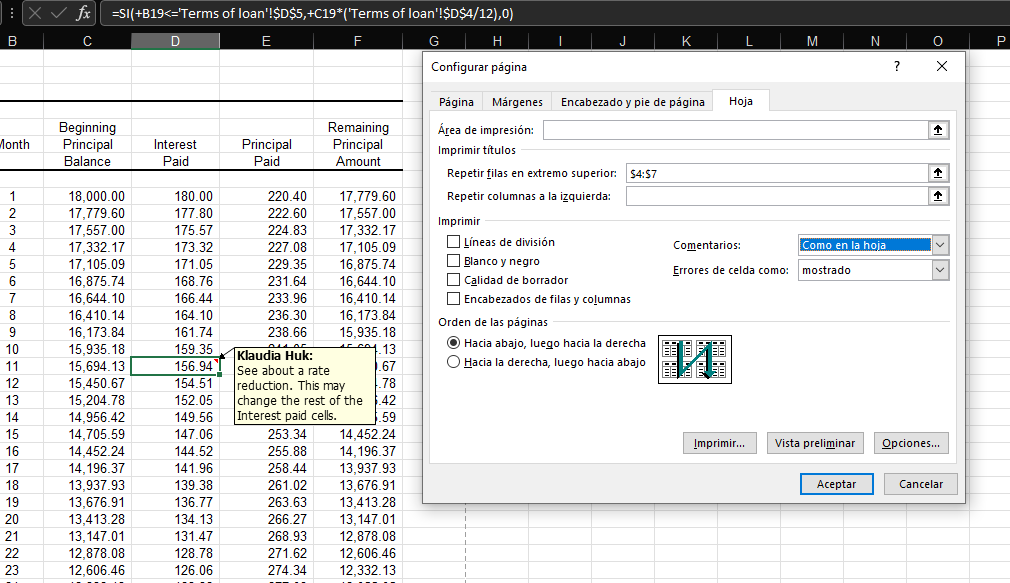 fx =SI(+B19<='Terms of loan'!$D$5,+C19*('Terms of loan'!$D$4/12),0)
B C D E F G H I J K L M N O P
Beginning Remaining
Month Principal Interest Principal Principal
Balance Paid Paid Amount
1 18,000.00 180.00 220.40 17,779.60
2 17,779.60 177.80 222.60 17,557.00
3 17,557.00 175.57 224.83 17,332.17
4 17,332.17 173.32 227.08 17,105.09
5 17,105.09 171.05 229.35 16,875.74
6 16,875.74 168.76 231.64 16,644.10
7 16,644.10 166.44 233.96 16,410.14
8 16,410.14 164.10 236.30 16,173.84
9 16,173.84 161.74 238.66 15,935.18
10 15,935.18 159.35
11 15,694.13 156.94
12 15,450.67 154.51 .78
13 15,204.78 152.05 .42
14 14,956.42 149.56 .59
15 14,705.59 147.06 253.34 14,452.24
16 14,452.24 144.52 255.88 14,196.37
17 14,196.37 141.96 258.44 13,937.93
18 13,937.93 139.38 261.02 13,676.91
19 13,676.91 136.77 263.63 13,413.28
20 13,413.28 134.13 266.27 13,147.01
21 13,147.01 131.47 268.93 12,878.08
22 12,878.08 128.78 271.62 12,606.46
23 12,606.46 126.06 274.34 12,332.13
Klaudia Huk:
See about a rate
reduction. This may
change the rest of the
Interest paid cells.
Configurar página ?
Página Márgenes Encabezado y pie de página Hoja
Área de impresión:
Imprimir títulos
Repetir filas en extremo superior: $4:$7
Repetir columnas a la izquierda:
Imprimir
Líneas de división
Blanco y negro
Calidad de borrador
Encabezados de filas y columnas
Comentarios: Como en la hoja
Errores de celda como: mostrado
Orden de las páginas
Hacia abajo, luego hacia la derecha
Hacia la derecha, luego hacia abajo
Imprimir... Vista preliminar Opciones...
Aceptar Cancelar